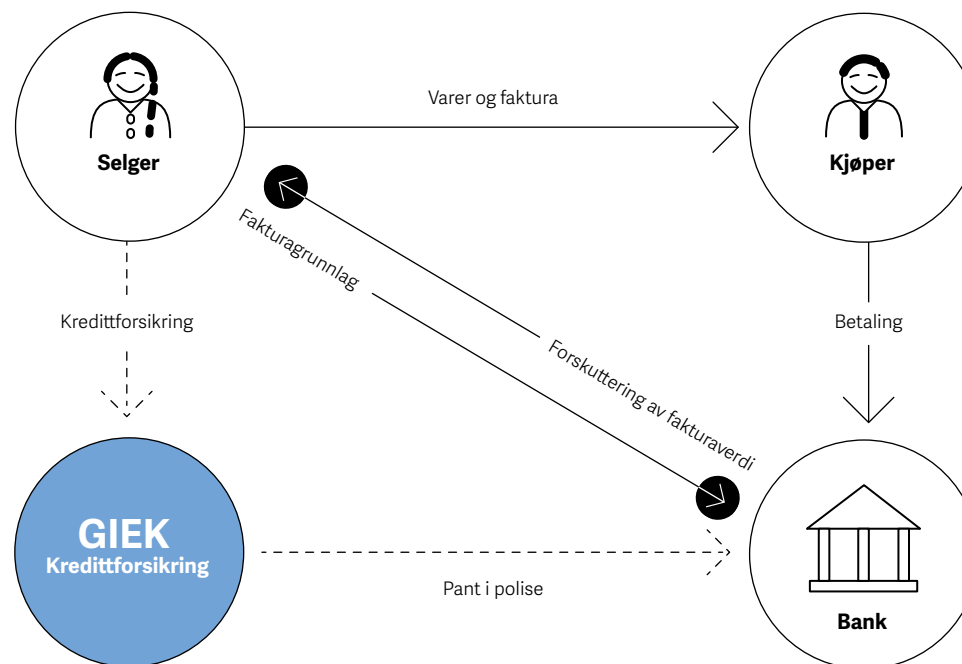 Varer og faktura
Selger
Kjøper
Fakturagrunnlag
Kredittforsikring
Betaling
Forskuttering av fakturaverdi
GIEK
Kredittforsikring
Pant i polise
Bank